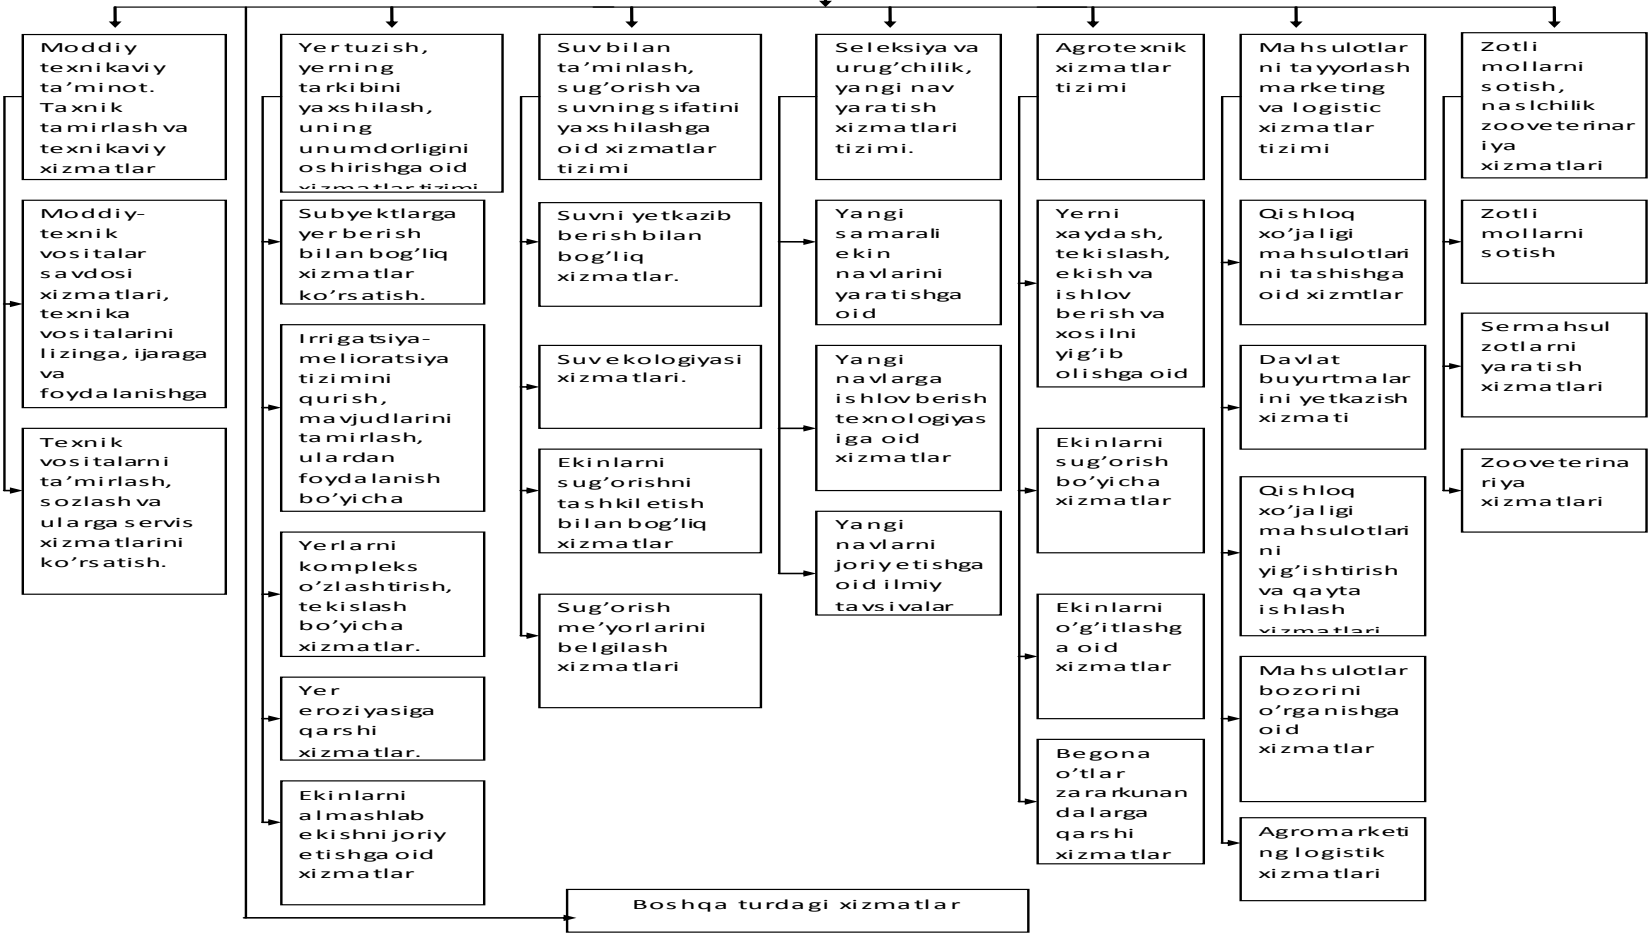 Moddiy
texnikaviy
ta’minot.
Taxnik
tamirlash va
texnikaviy
xizmatlar
Moddiy-
texnik
vositalar
savdosi
xizmatlari,
texnika
vositalarini
lizinga, ijaraga
va
foydalanishga
Texnik
vositalarni
ta’mirlash,
sozlash va
ularga servis
xizmatlarini
ko’rsatish.
Yer tuzish,
yerning
tarkibini
yaxshilash,
uning
unumdorligini
oshirishga oid
xizmatlar tizimi
Subyektlarga
yer berish
bilan bog’liq
xizmatlar
ko’rsatish.
Irrigatsiya-
melioratsiya
tizimini
qurish,
mavjudlarini
tamirlash,
ulardan
foydalanish
bo’yicha
Yerlarni
kompleks
o’zlashtirish,
tekislash
bo’yicha
xizmatlar.
Yer
eroziyasiga
qarshi
xizmatlar.
Ekinlarni
almashlab
ekishni joriy
etishga oid
xizmatlar
Suv bilan
ta’minlash,
sug’orish va
suvning sifatini
yaxshilashga
oid xizmatlar
tizimi
Suvni yetkazib
berish bilan
bog’liq
xizmatlar.
Suv ekologiyasi
xizmatlari.
Ekinlarni
sug’orishni
tashkil etish
bilan bog’liq
xizmatlar
Sug’orish
me’yorlarini
belgilash
xizmatlari
Seleksiya va
urug’chilik,
yangi nav
yaratish
xizmatlari
tizimi.
Yangi
samarali
ekin
navlarini
yaratishga
oid
Yangi
navlarga
ishlov berish
texnologiyas
iga oid
xizmatlar
Yangi
navlarni
joriy etishga
oid ilmiy
tavsiyalar
Agrotexnik
xizmatlar
tizimi
Yerni
xaydash,
tekislash,
ekish va
ishlov
berish va
xosilni
yig’ib
olishga oid
Ekinlarni
sug’orish
bo’yicha
xizmatlar
Ekinlarni
o’g’itlashg
a oid
xizmatlar
Begona
o’tlar
zararkunan
dalarga
qarshi
xizmatlar
Mahsulotlar
ni tayyorlash
marketing
va logistic
xizmatlar
tizimi
Qishloq
xo’jaligi
mahsulotlari
ni tashishga
oid xizmtlar
Davlat
buyurtmalar
ini yetkazish
xizmati
Qishloq
xo’jaligi
mahsulotlari
ni
yig’ishtirish
va qayta
ishlash
xizmatlari
Mahsulotlar
bozorini
o’rganishga
oid
xizmatlar
Agromarketi
ng logistik
xizmatlari
Zotli
mollarni
sotish,
naslchilik
zooveterinar
iya
xizmatlari
Zotli
mollarni
sotish
Sermahsul
zotlarni
yaratish
xizmatlari
Zooveterina
riya
xizmatlari
Boshqa turdagi xizmatlar